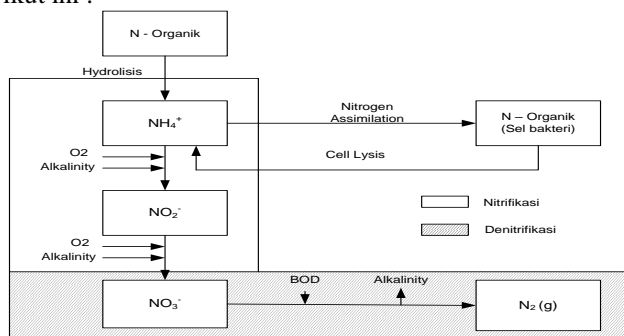 N - Organik
Hydrolisis
NH₄⁺
Nitrogen
Assimilation
N – Organik
(Sel bakteri)
O2
Alkalinity
Cell Lysis
NO₂⁻
Nitrifikasi
Denitrifikasi
O2
Alkalinity
BOD
Alkalinity
NO₃⁻
N₂ (g)